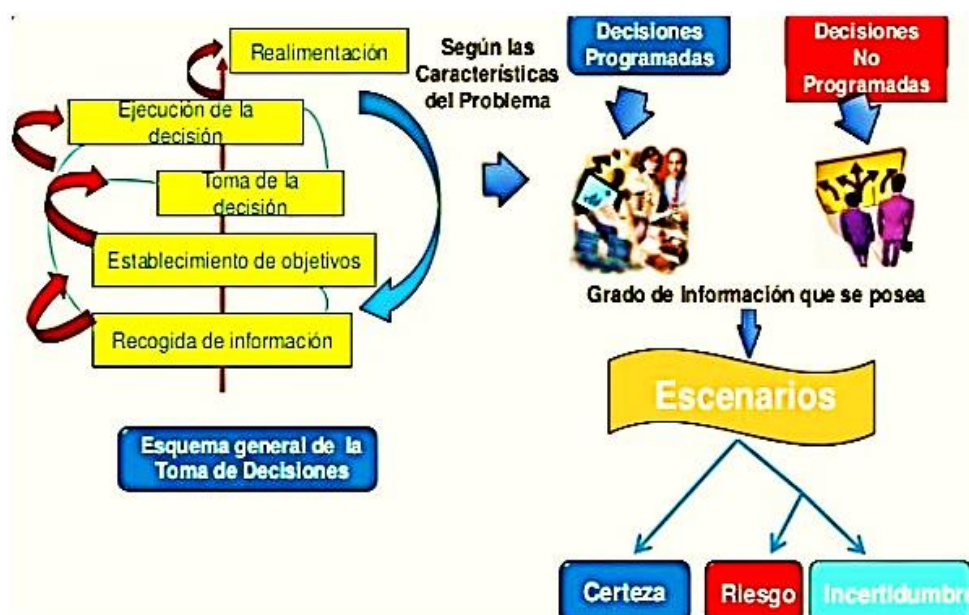 Realimentación
Ejecución de la
decisión
Toma de la
decisión
Establecimiento de objetivos
Recogida de información
Esquema general de la
Toma de Decisiones
Según las
Características
del Problema
Decisiones
Programadas
Decisiones
No
Programadas
Grado de Información que se posea
Escenarios
Certeza
Riesgo
Incertidumbre